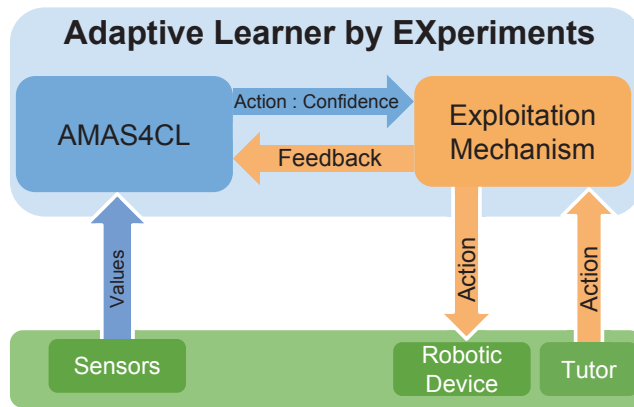 Adaptive Learner by EXperiments
AMAS4CL
Action : Confidence
Feedback
Exploitation
Mechanism
Values
Action
Action
Sensors
Robotic
Device
Tutor